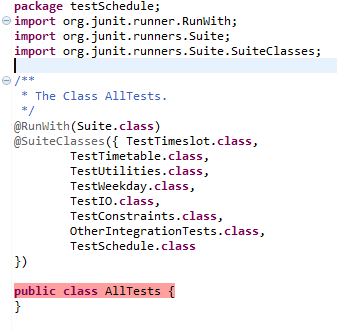 package testSchedule;
import org.junit.runner.RunWith;
import org.junit.runners.Suite;
import org.junit.runners.Suite.SuiteClasses;
/**
 * The Class AllTests.
 */
@RunWith(Suite.class)
@SuiteClasses({ TestTimeslot.class,
        TestTimetable.class,
        TestUtilities.class,
        TestWeekday.class,
        TestIO.class,
        TestConstraints.class,
        OtherIntegrationTests.class,
        TestSchedule.class
})
public class AllTests {
}